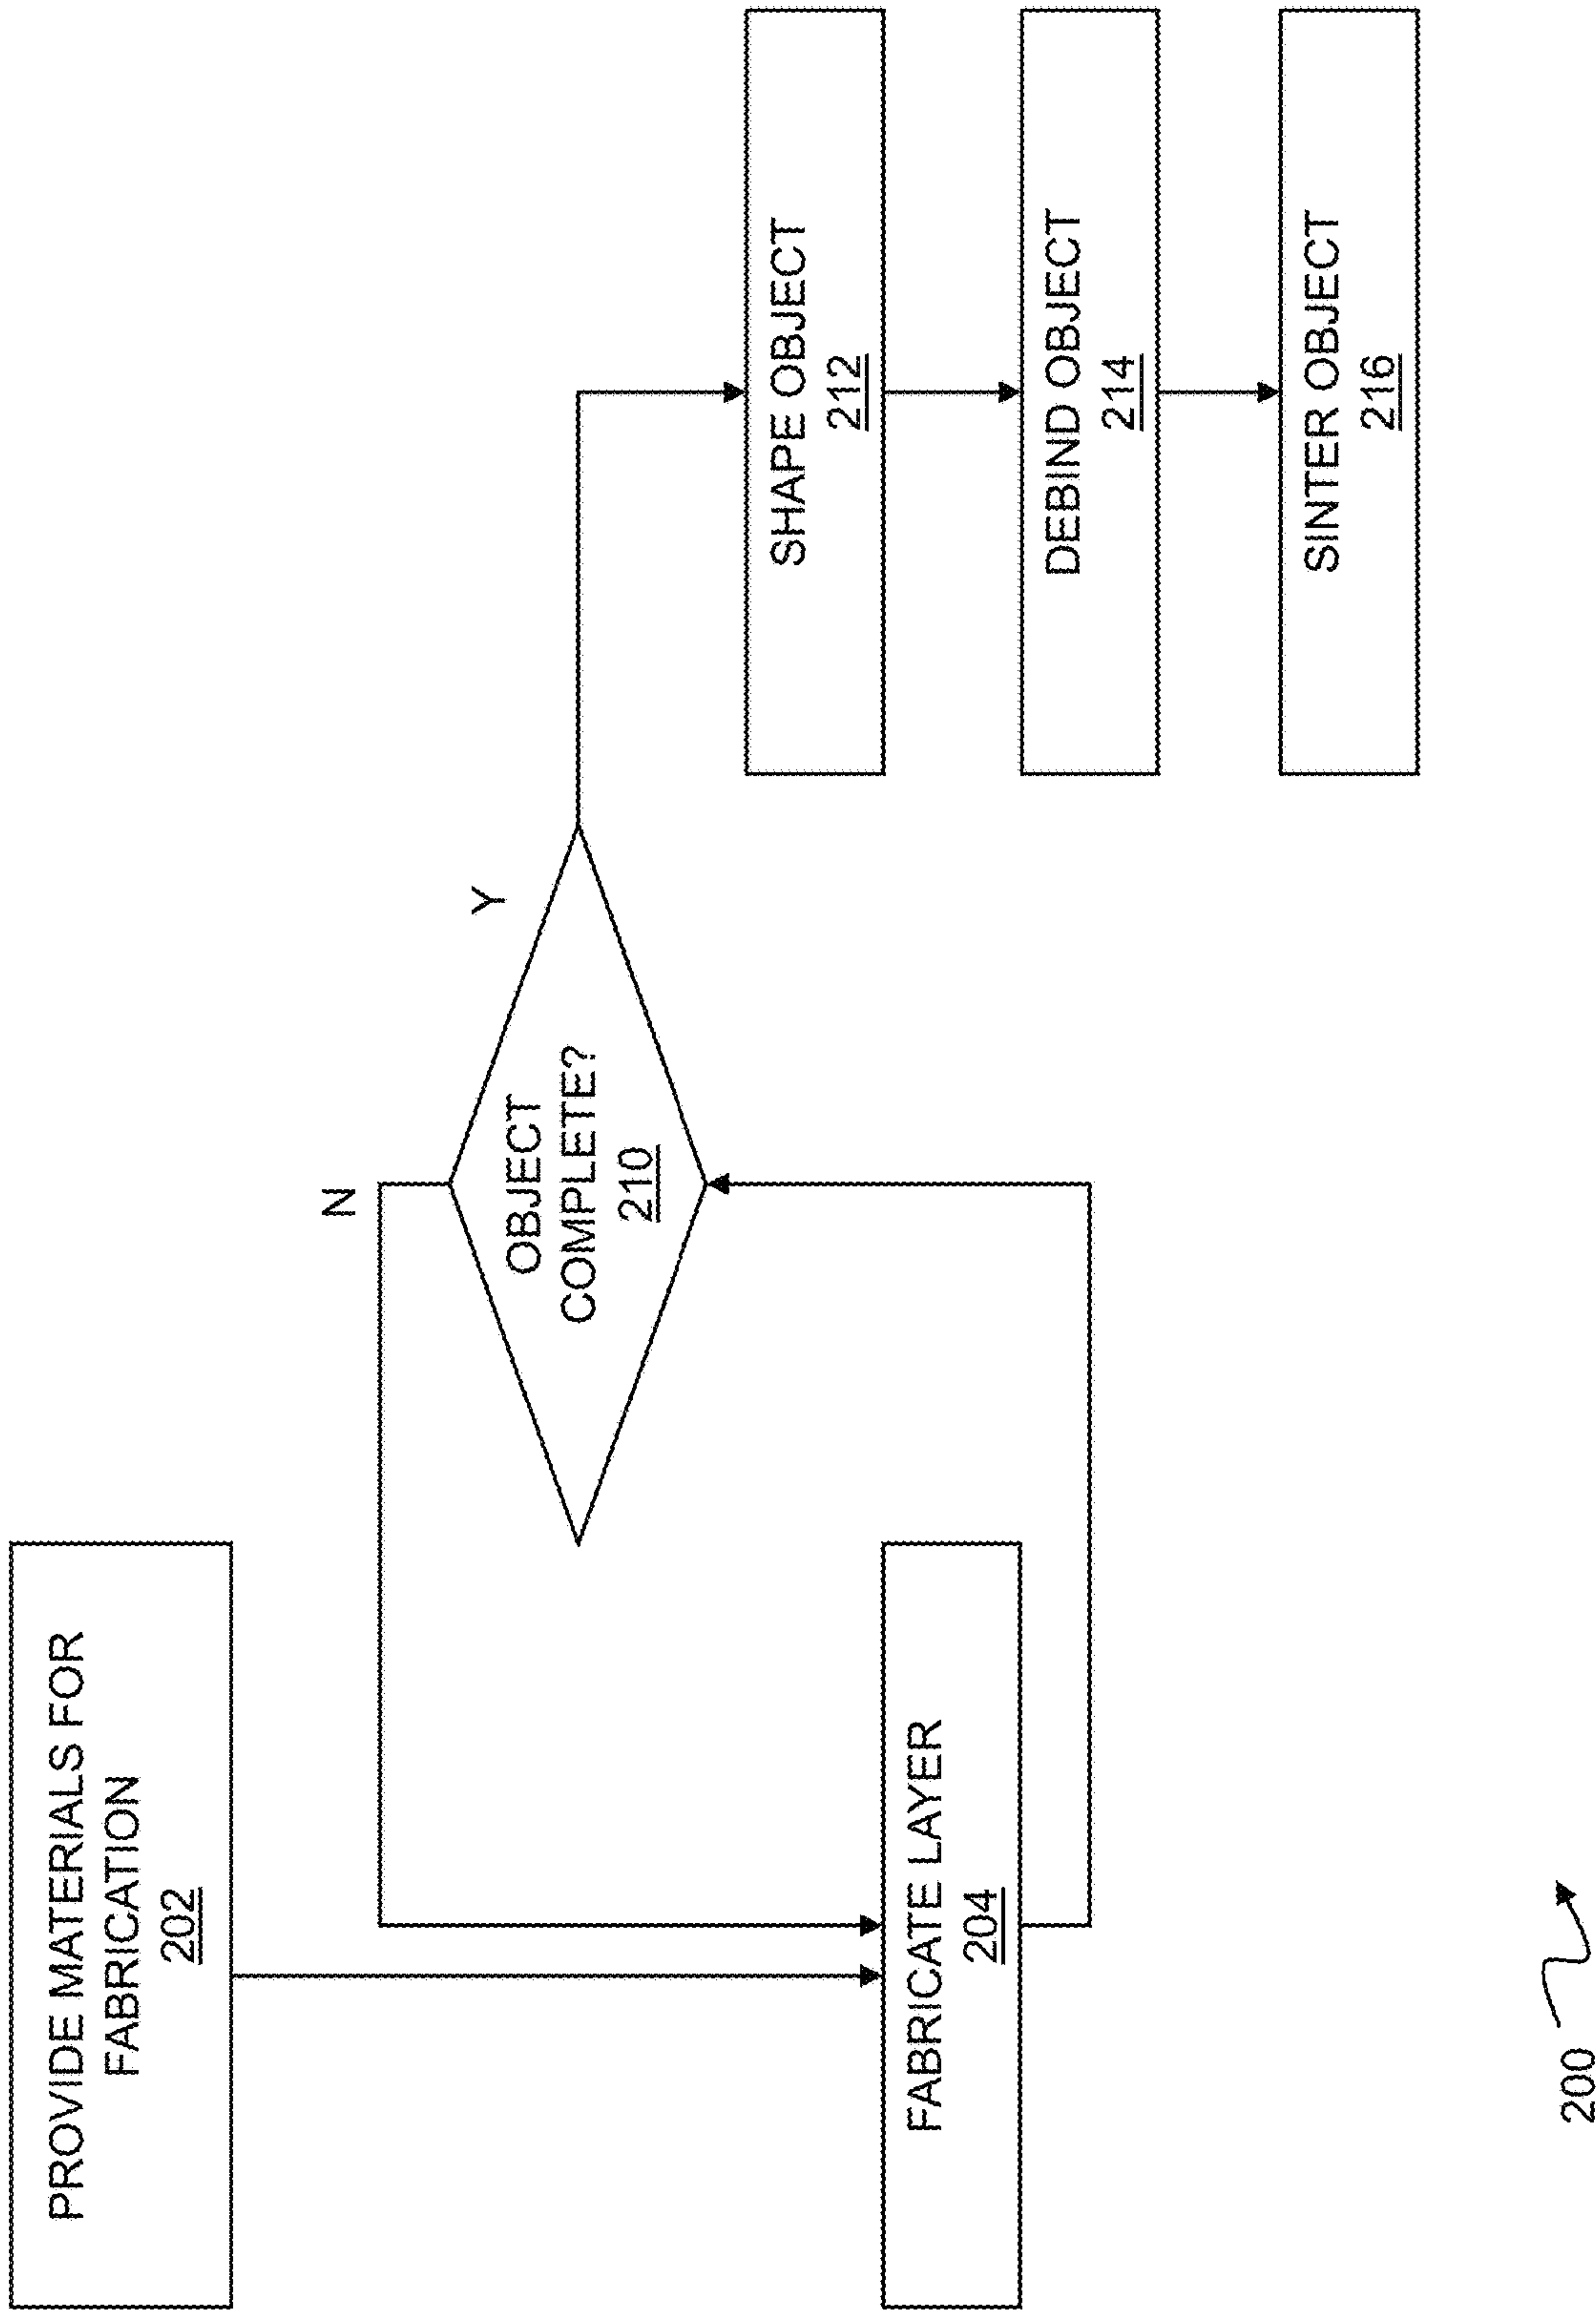 PROVIDE MATERIALS FOR
FABRICATION
202
FABRICATE LAYER
204
N
OBJECT
COMPLETE?
210
Y
SHAPE OBJECT
212
DEBIND OBJECT
214
SINTER OBJECT
216
200